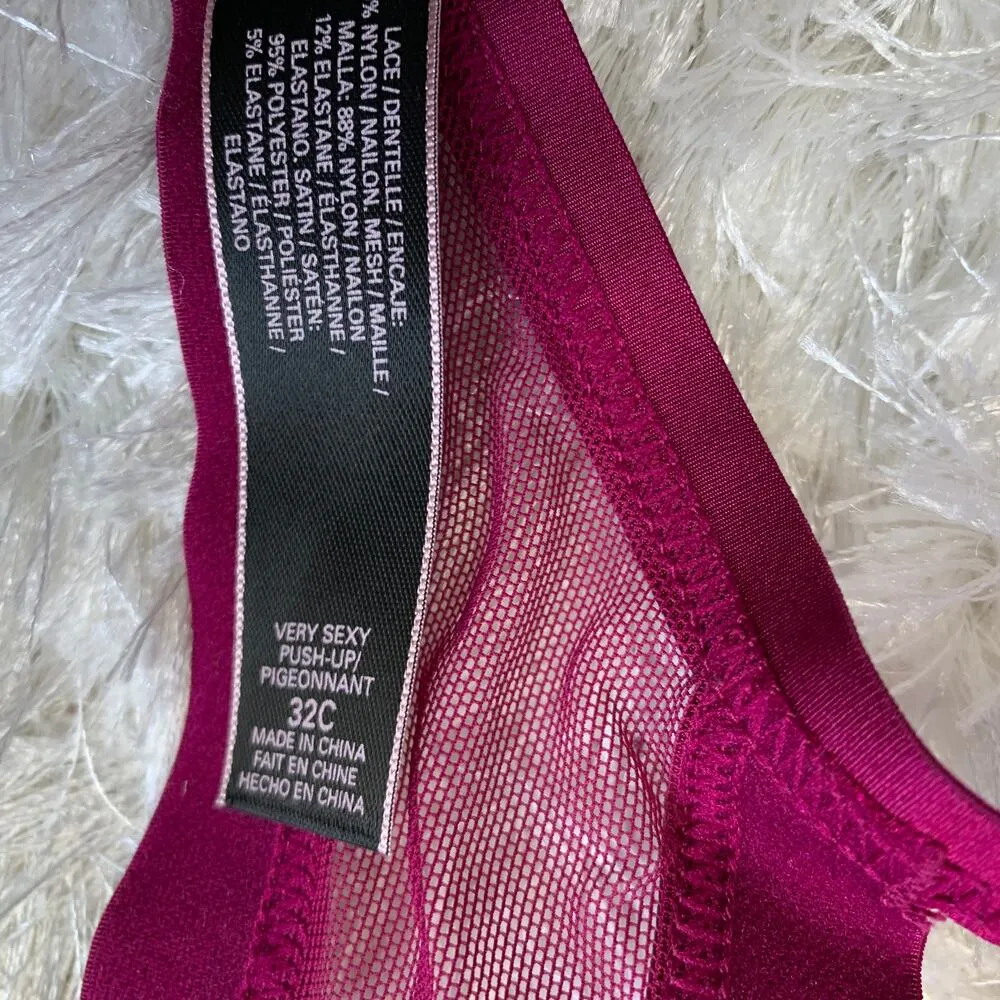 LACE / DENTELLE / ENCAJE:
% NYLON / NAILON. MESH / MAILLE /
MALLA: 88% NYLON / NAILON
12% ELASTANE / ÉLASTHANNE /
ELASTANO. SATIN / SATÉN:
95% POLYESTER / POLIÉSTER
5% ELASTANE / ÉLASTHANNE /
ELASTANO
VERY SEXY
PUSH-UP/
PIGEONNANT
32C
MADE IN CHINA
FAIT EN CHINE
HECHO EN CHINA